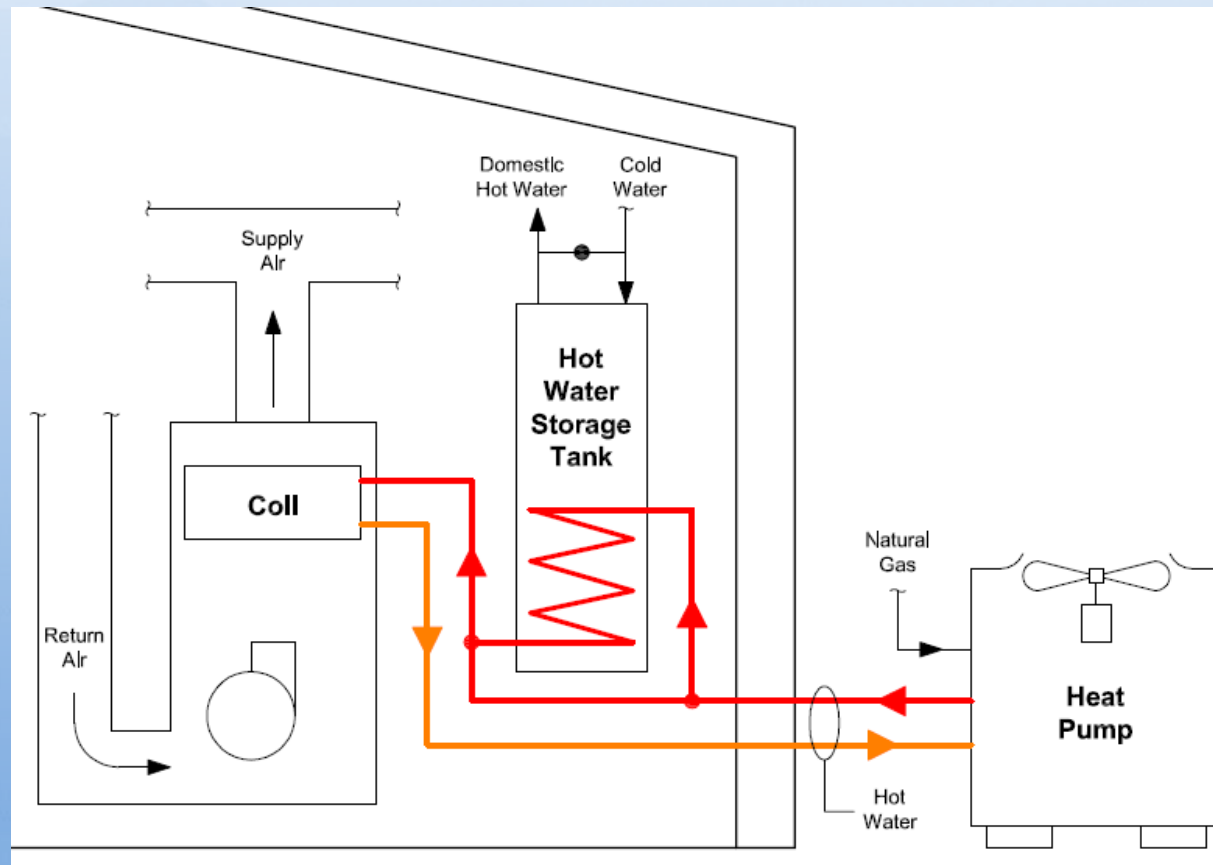 Domestic
Hot Water
Cold
Water
Supply
Air
Hot
Water
Storage
Tank
Coil
Natural
Gas
Return
Air
Heat
Pump
Hot
Water